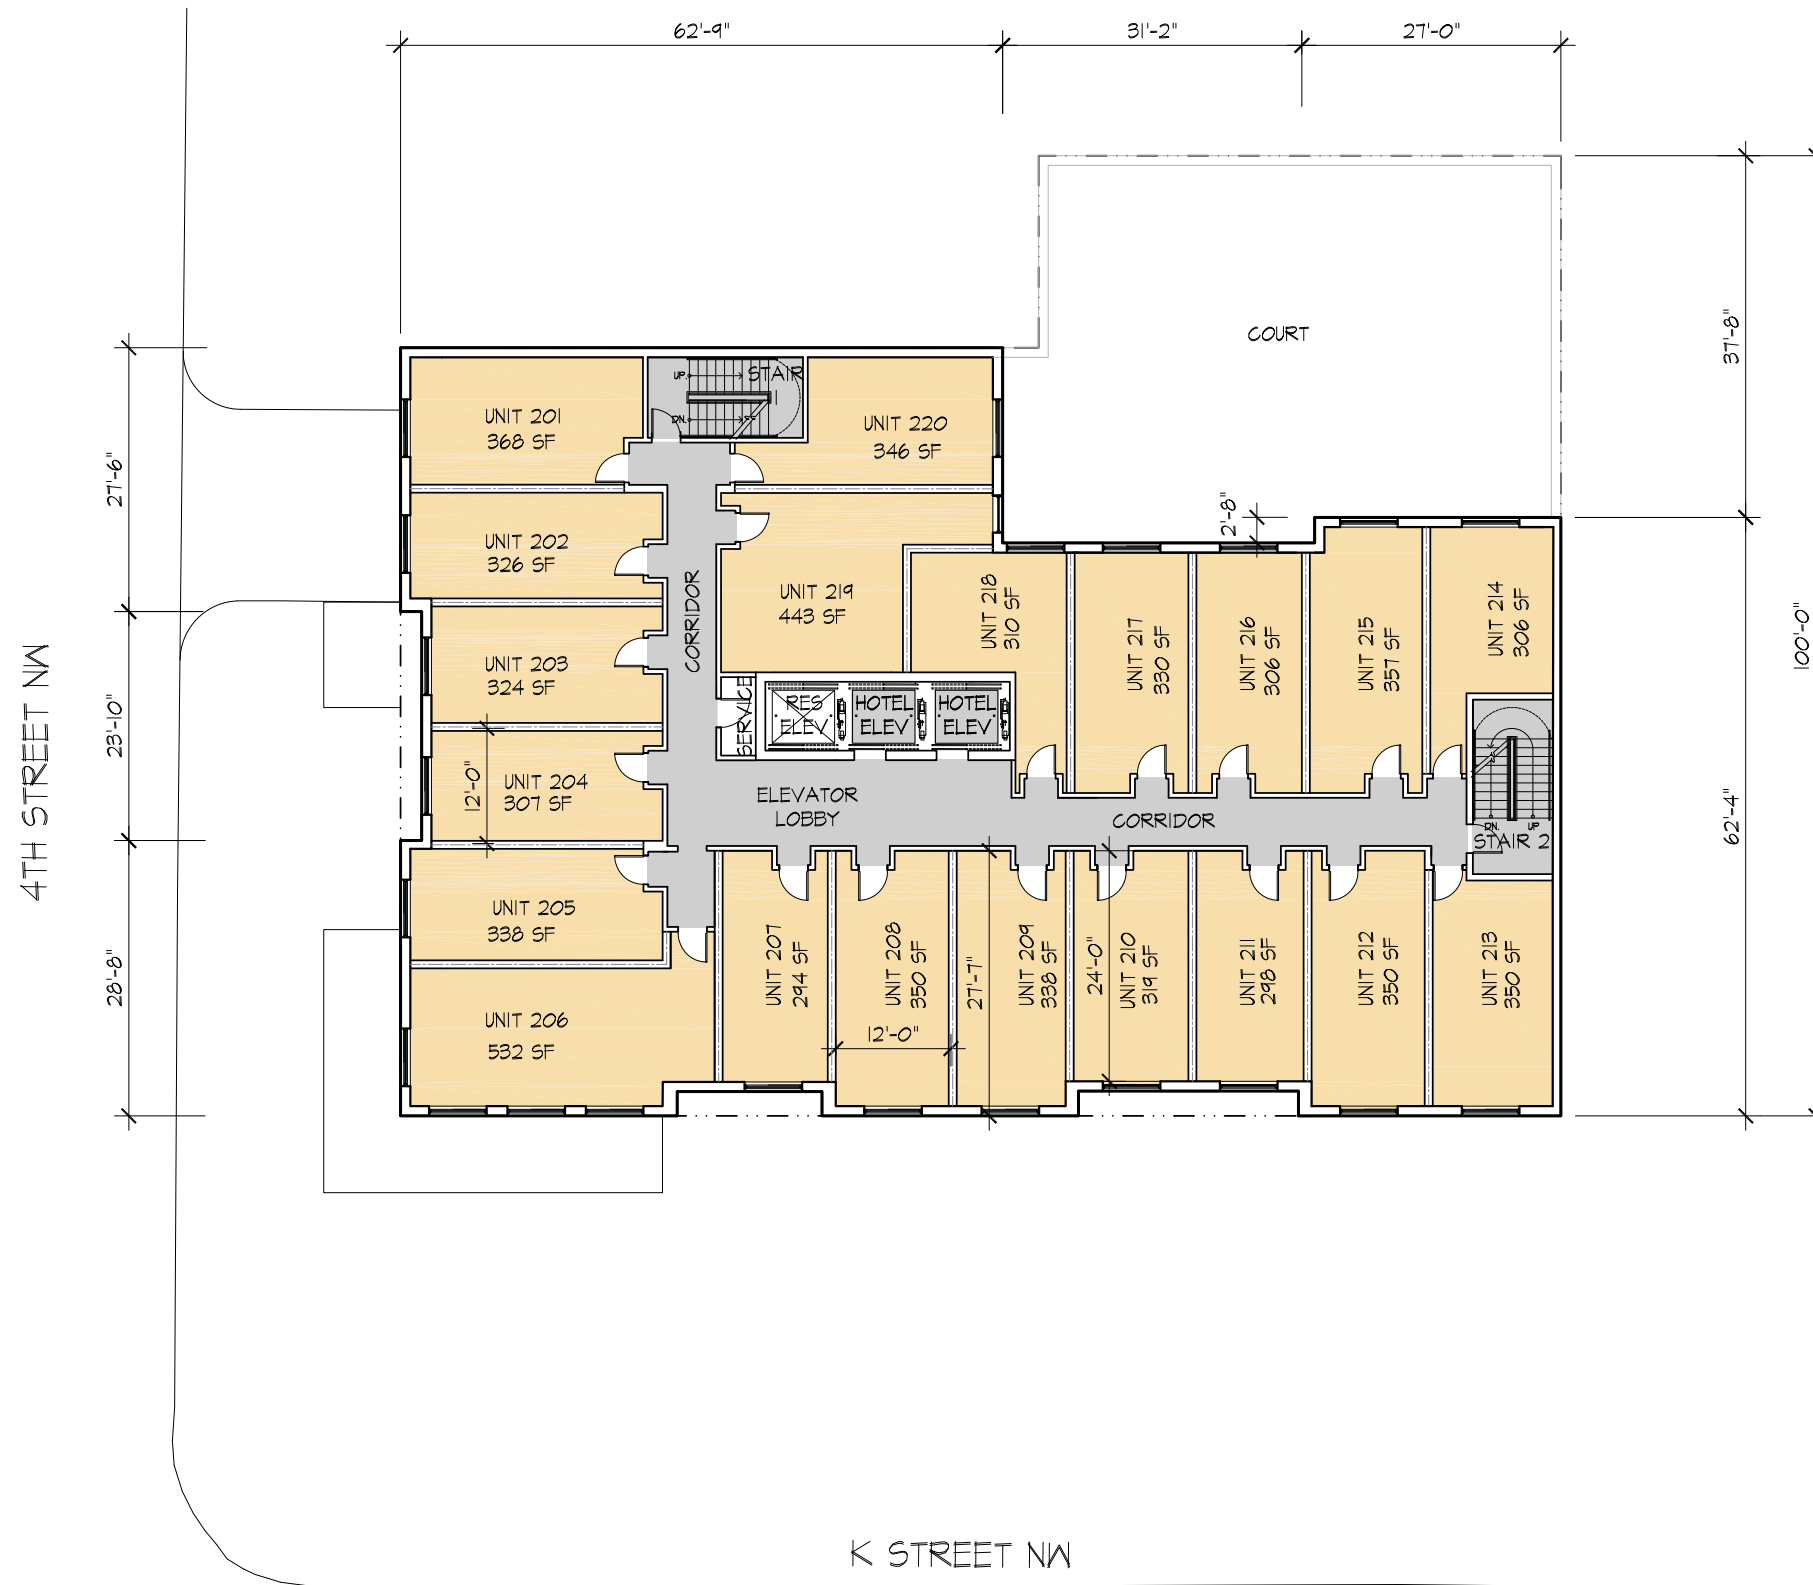 62'-9"
31'-2"
27'-0"
COURT
37'-8"
100'-0"
62'-4"
2'-8"
27'-6"
23'-10"
28'-8"
4TH STREET NW
UNIT 201
368 SF
UP.
DN.
STAIR
1
UNIT 220
346 SF
UNIT 202
326 SF
CORRIDOR
UNIT 219
443 SF
UNIT 203
324 SF
UNIT 218
310 SF
UNIT 217
330 SF
UNIT 216
306 SF
UNIT 215
357 SF
UNIT 214
306 SF
SERVICE
RES
ELEV
HOTEL
ELEV
HOTEL
ELEV
12'-0"
UNIT 204
307 SF
ELEVATOR
LOBBY
CORRIDOR
DN.
UP
STAIR 2
UNIT 205
338 SF
UNIT 206
532 SF
UNIT 207
294 SF
UNIT 208
350 SF
12'-0"
27'-7"
UNIT 209
338 SF
24'-0"
UNIT 210
319 SF
UNIT 211
298 SF
UNIT 212
350 SF
UNIT 213
350 SF
K STREET NW